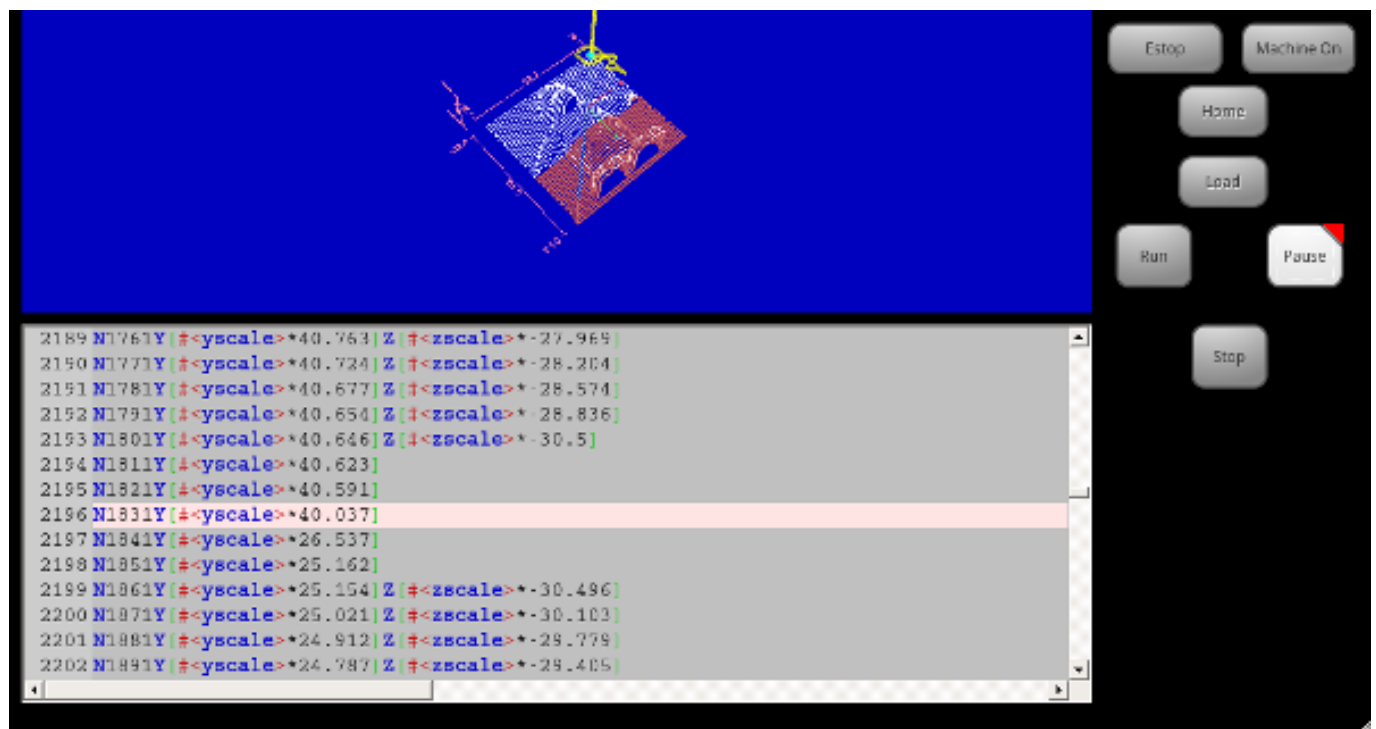 Estop
Machine On
Home
Load
Run
Pause
Stop
2189 N1761Y[#<yscale>*40.763]Z[#<zscale>*-27.969]
2190 N1771Y[#<yscale>*40.724]Z[#<zscale>*-28.204]
2191 N1781Y[#<yscale>*40.677]Z[#<zscale>*-28.574]
2192 N1791Y[#<yscale>*40.654]Z[#<zscale>*-28.836]
2193 N1801Y[#<yscale>*40.646]Z[#<zscale>*-30.5]
2194 N1811Y[#<yscale>*40.623]
2195 N1821Y[#<yscale>*40.591]
2196 N1831Y[#<yscale>*40.037]
2197 N1841Y[#<yscale>*26.537]
2198 N1851Y[#<yscale>*25.162]
2199 N1861Y[#<yscale>*25.154]Z[#<zscale>*-30.496]
2200 N1871Y[#<yscale>*25.021]Z[#<zscale>*-30.103]
2201 N1881Y[#<yscale>*24.912]Z[#<zscale>*-29.779]
2202 N1891Y[#<yscale>*24.787]Z[#<zscale>*-29.405]